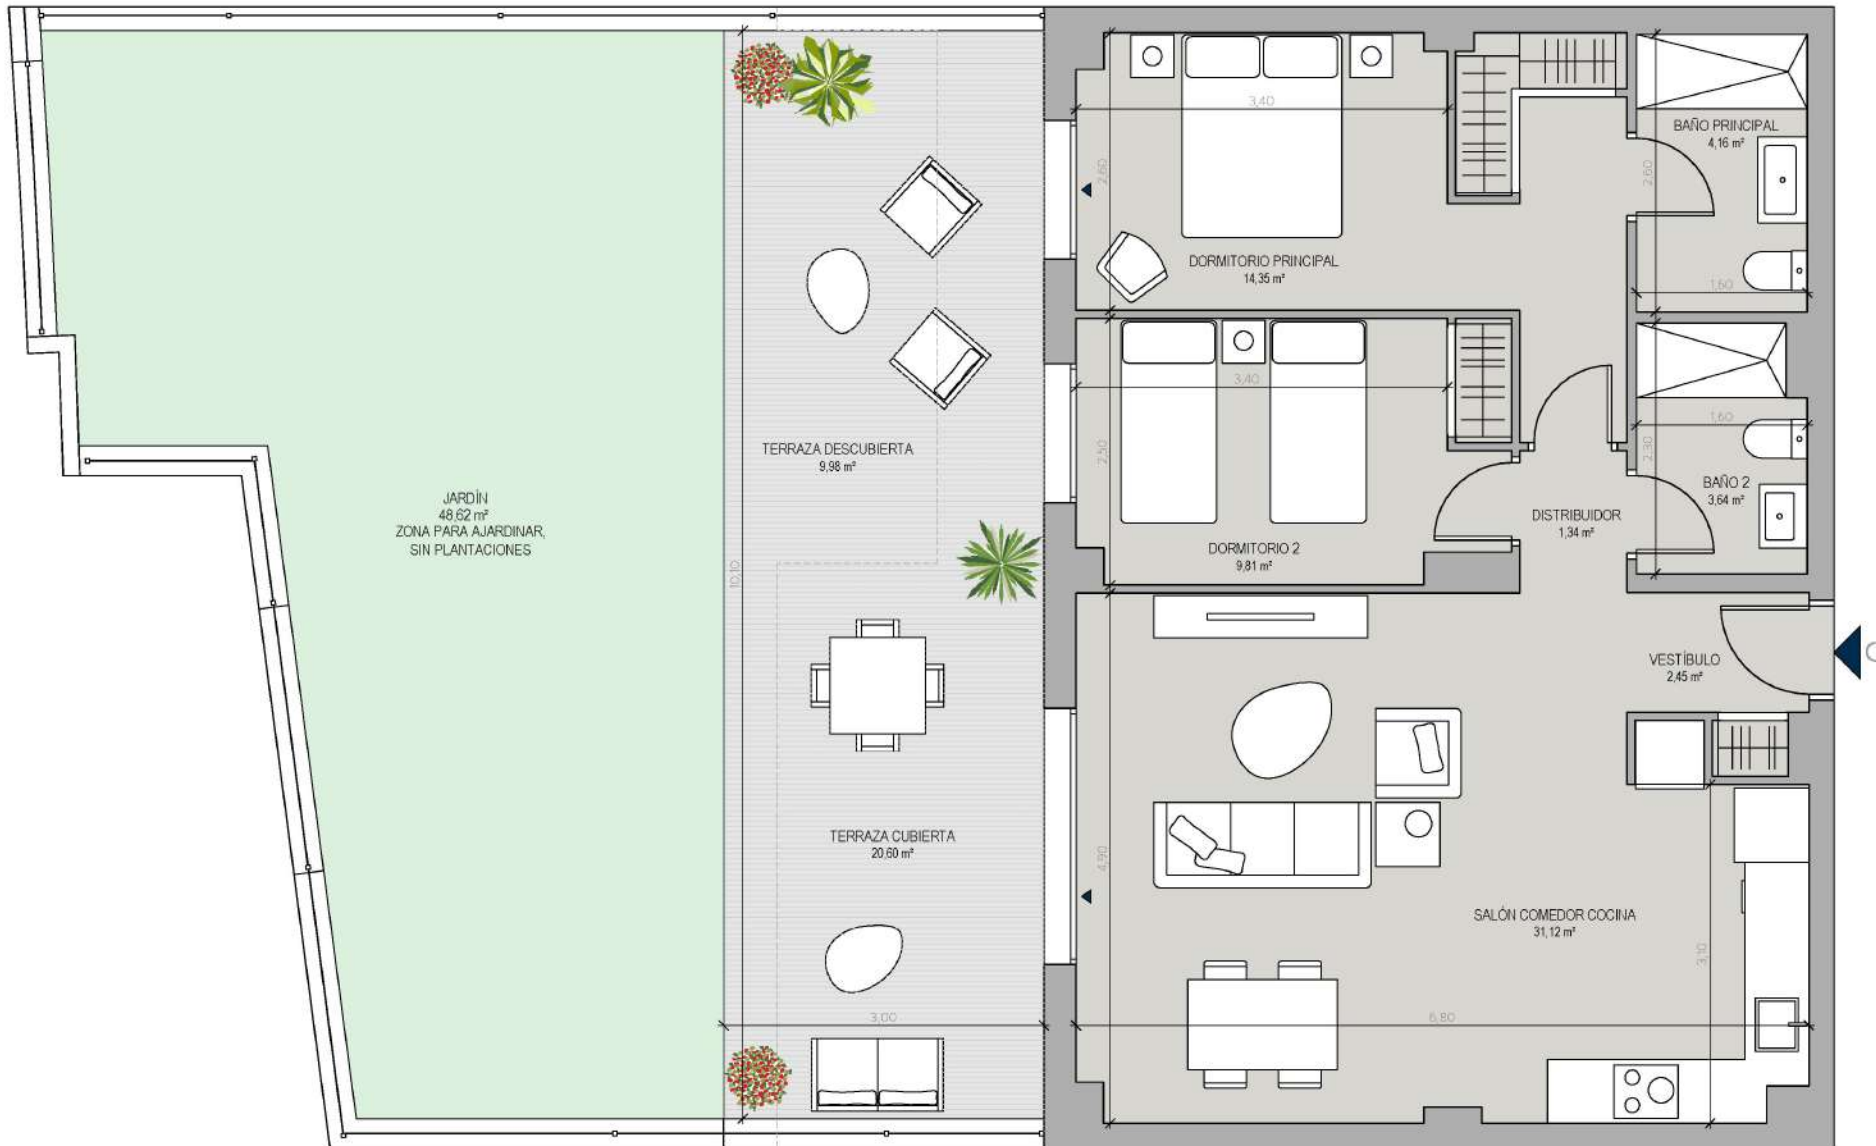 3,40
BAÑO PRINCIPAL
4,16 m²
2,60
2,60
DORMITORIO PRINCIPAL
14,35 m²
1,60
3,40
1,60
TERRAZA DESCUBIERTA
9,98 m²
2,50
2,30
BAÑO 2
3,64 m²
JARDÍN
48,62 m²
ZONA PARA AJARDINAR,
SIN PLANTACIONES
DISTRIBUIDOR
1,34 m²
DORMITORIO 2
9,81 m²
10,10
VESTÍBULO
2,45 m²
TERRAZA CUBIERTA
20,60 m²
4,90
SALÓN COMEDOR COCINA
31,12 m²
3,10
3,00
6,80